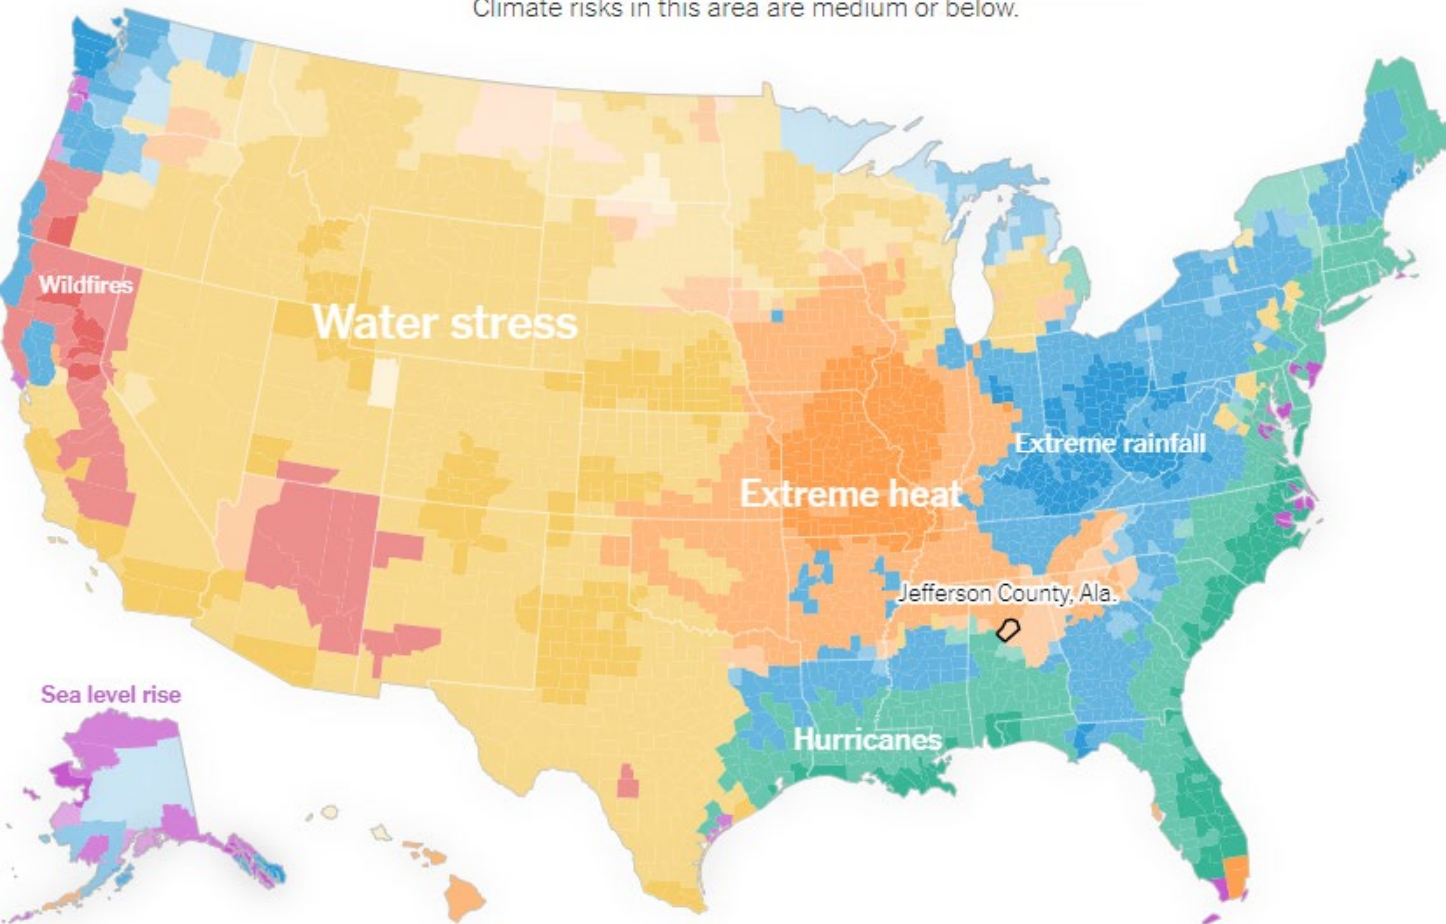 Climate risks in this area are medium or below.
Wildfires
Water stress
Extreme rainfall
Extreme heat
Jefferson County, Ala.
Sea level rise
Hurricanes